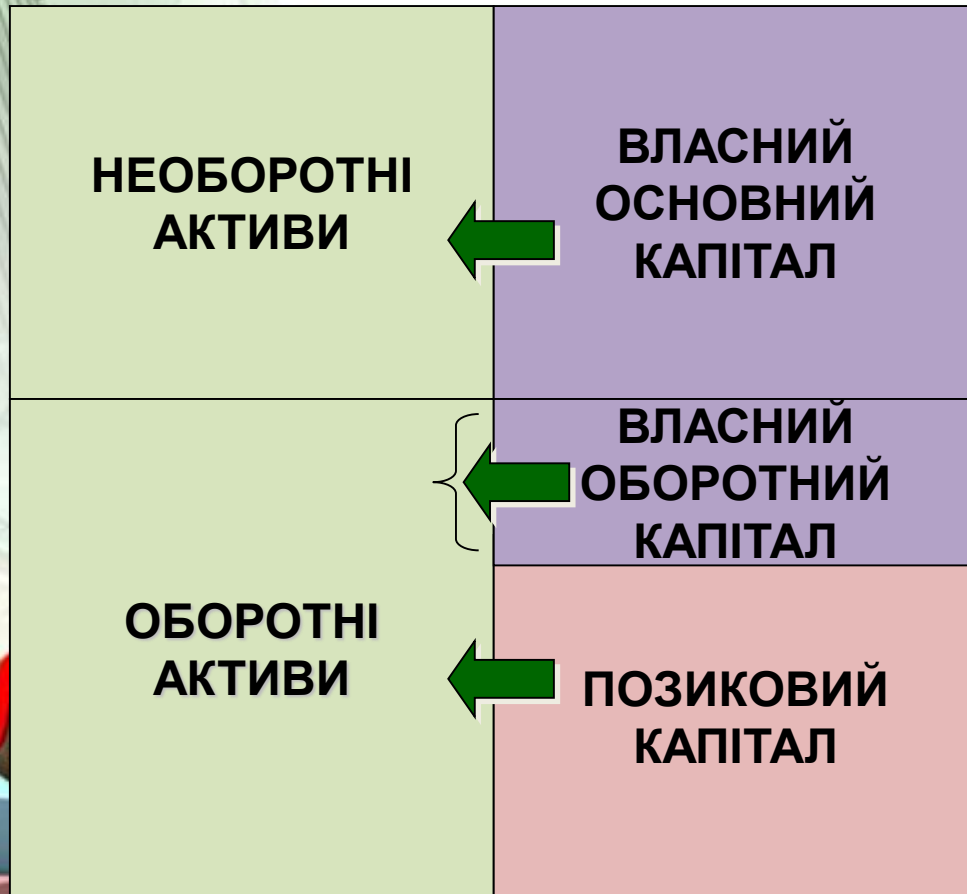 НЕОБОРОТНІ
АКТИВИ
ВЛАСНИЙ
ОСНОВНИЙ
КАПІТАЛ
ВЛАСНИЙ
ОБОРОТНИЙ
КАПІТАЛ
ОБОРОТНІ
АКТИВИ
ПОЗИКОВИЙ
КАПІТАЛ